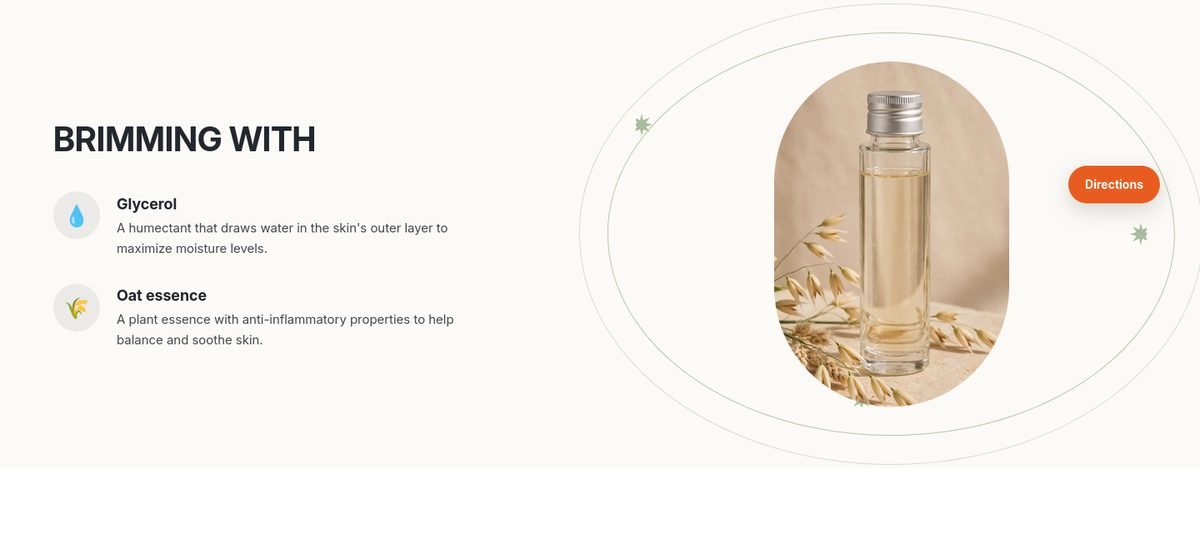 BRIMMING WITH
Glycerol
A humectant that draws water in the skin's outer layer to
maximize moisture levels.
Oat essence
A plant essence with anti-inflammatory properties to help
balance and soothe skin.
Directions